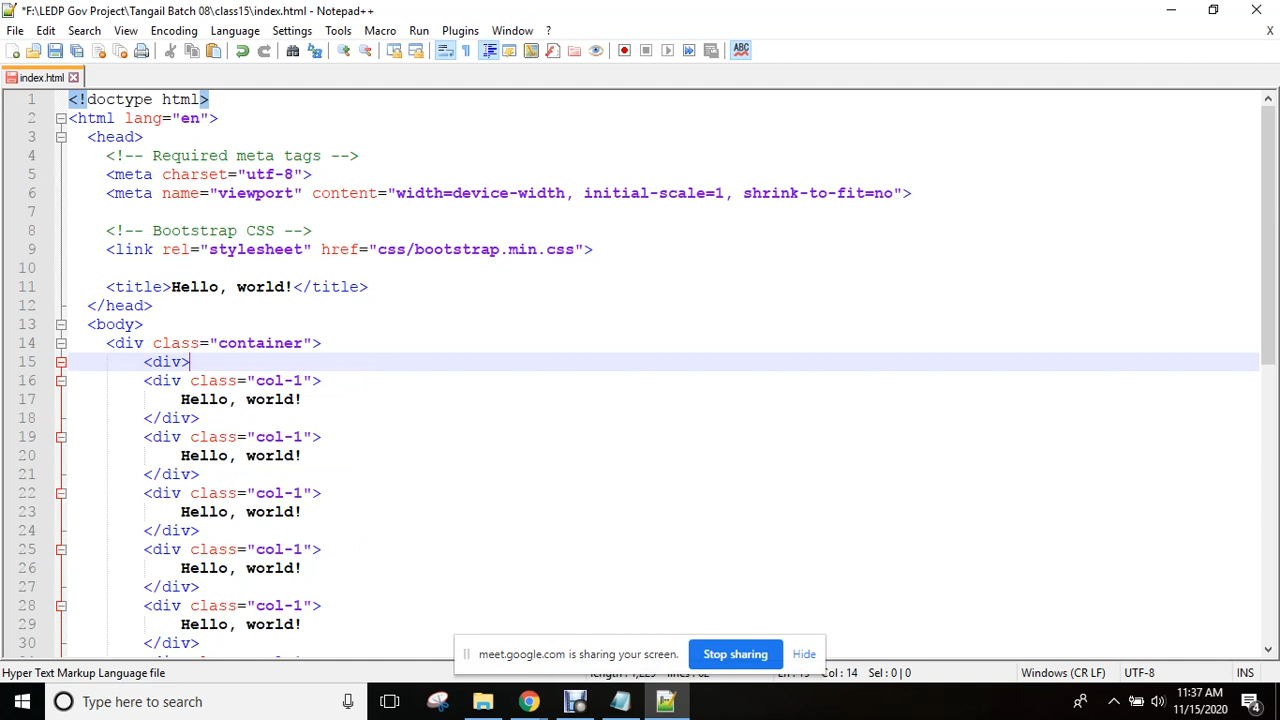 *F:\LEDP Gov Project\Tangail Batch 08\class15\index.html - Notepad++
File Edit Search View Encoding Language Settings Tools Macro Run Plugins Window ? X
ABC
index.html
1 <!doctype html>
2 <html lang="en">
3 <head>
4 <!-- Required meta tags -->
5 <meta charset="utf-8">
6 <meta name="viewport" content="width=device-width, initial-scale=1, shrink-to-fit=no">
7
8 <!-- Bootstrap CSS -->
9 <link rel="stylesheet" href="css/bootstrap.min.css">
10
11 <title>Hello, world!</title>
12 </head>
13 <body>
14 <div class="container">
15 <div>
16 <div class="col-1">
17 Hello, world!
18 </div>
19 <div class="col-1">
20 Hello, world!
21 </div>
22 <div class="col-1">
23 Hello, world!
24 </div>
25 <div class="col-1">
26 Hello, world!
27 </div>
28 <div class="col-1">
29 Hello, world!
30 </div>
meet.google.com is sharing your screen. Stop sharing Hide
Hyper Text Markup Language file Col : 14 Sel : 0 | 0 Windows (CR LF) UTF-8 INS
Type here to search 11:37 AM
11/15/2020 4